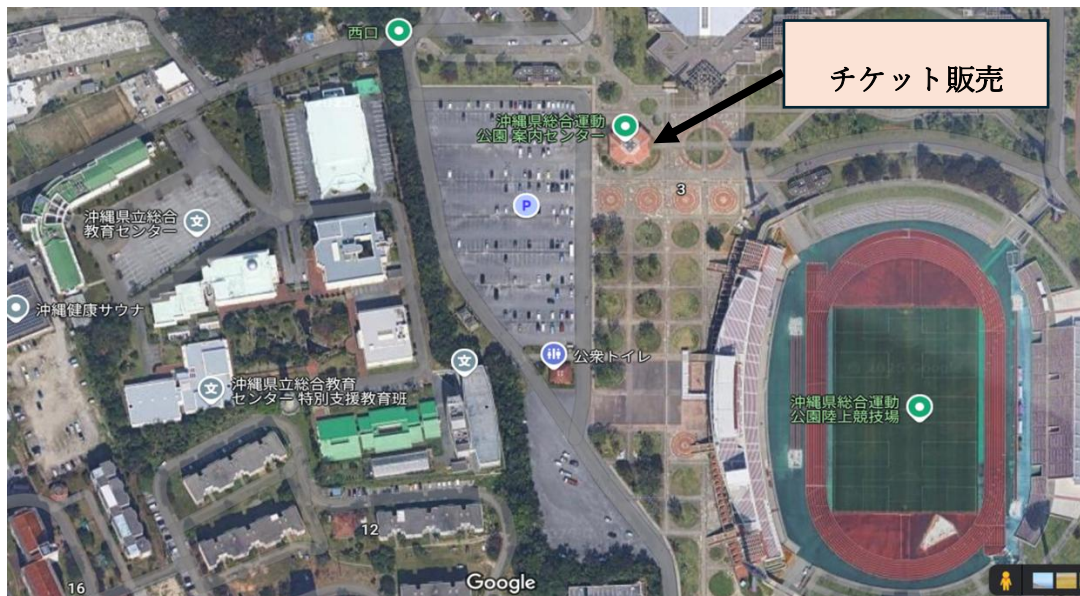 西口
チケット販売
沖縄県総合運動
公園 案内センター
3
P
沖縄県立総合
教育センター
文
沖縄健康サウナ
公衆トイレ
文
沖縄県立総合教育
センター 特別支援教育班
文
沖縄県総合運動
公園陸上競技場
12
16
Google